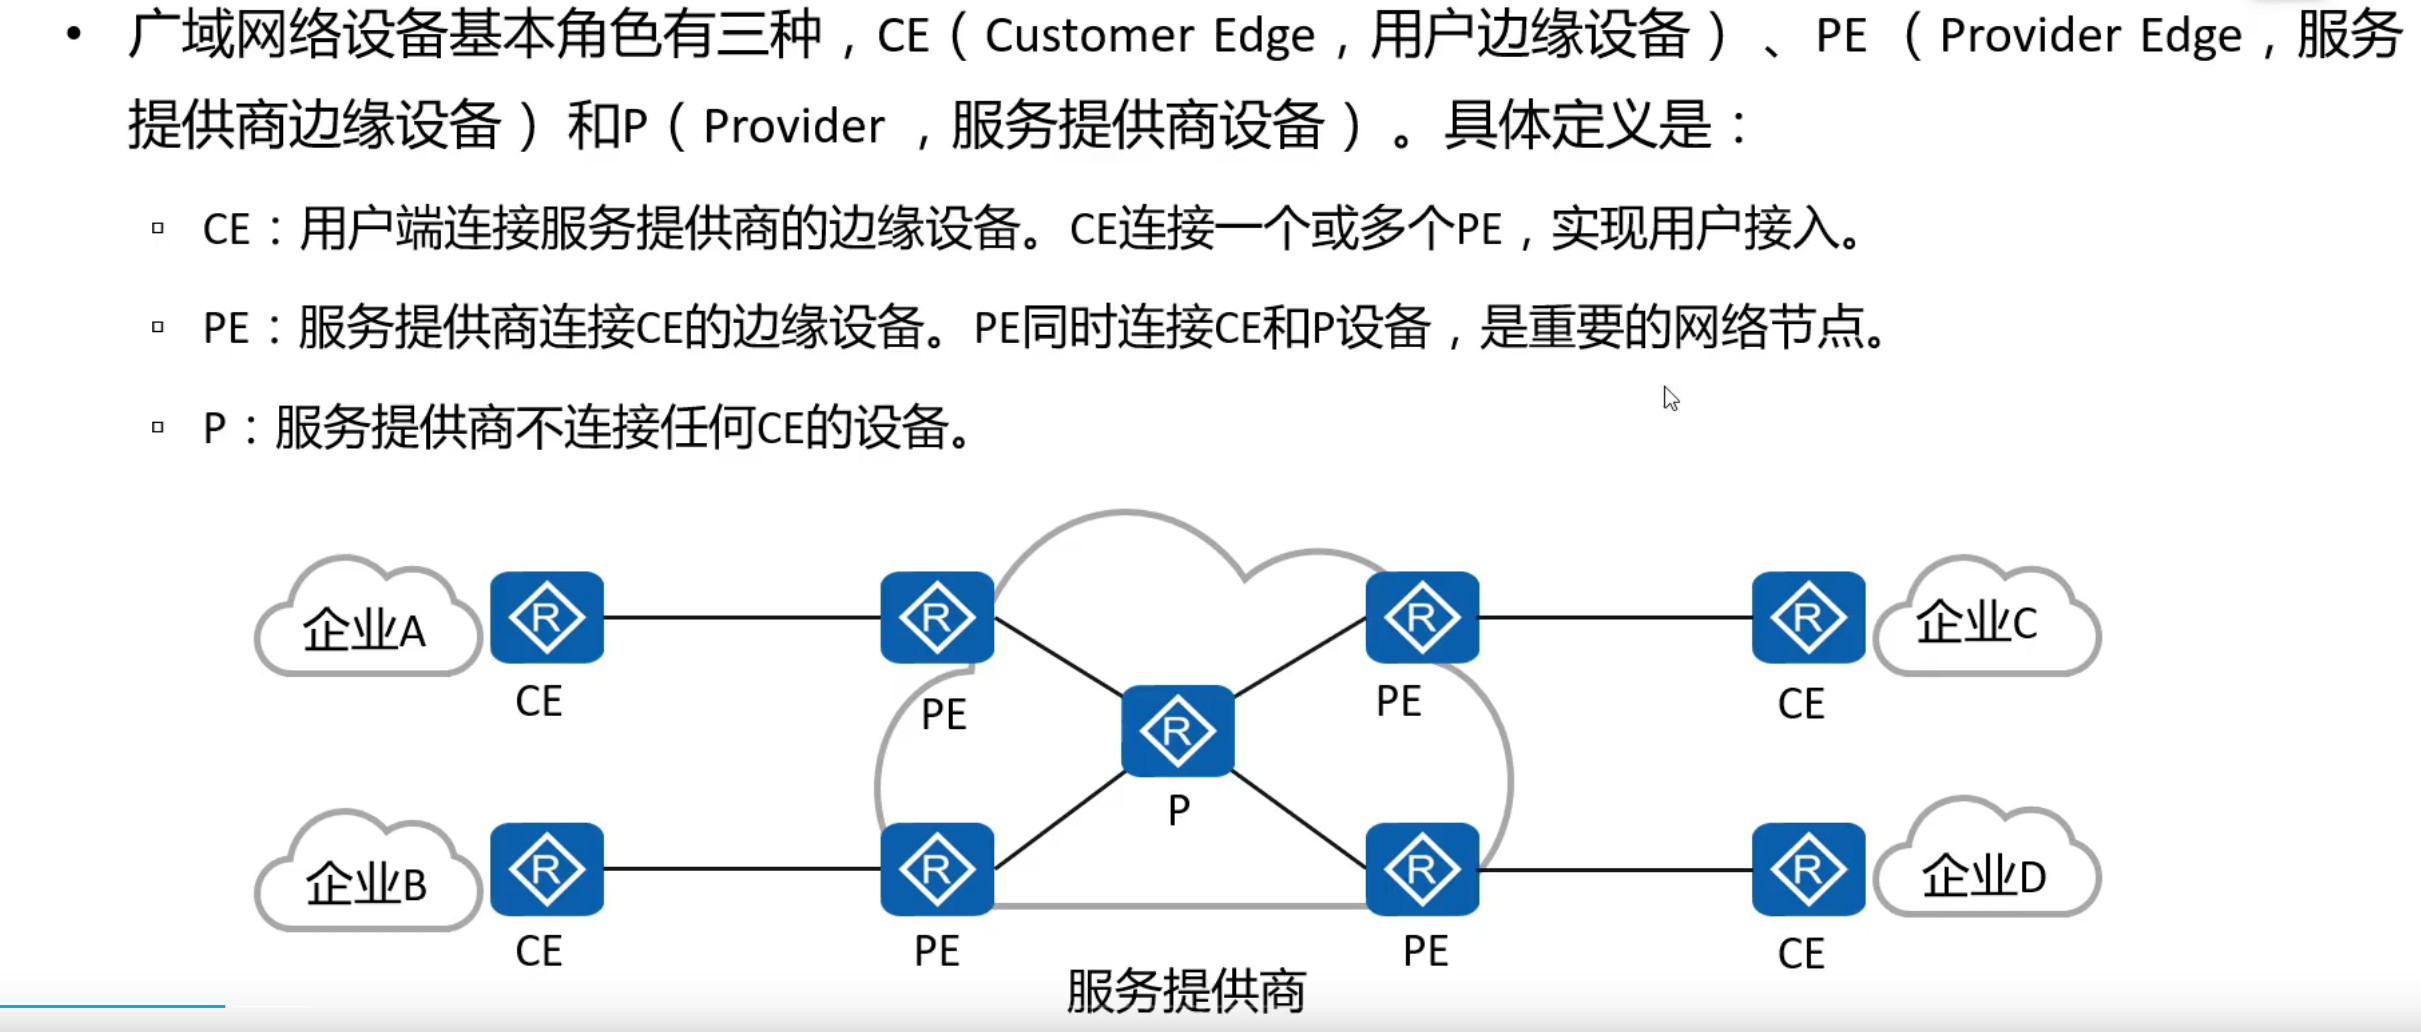 • 广域网络设备基本角色有三种，CE（Customer Edge，用户边缘设备）、PE（Provider Edge，服务
提供商边缘设备）和P（Provider ，服务提供商设备）。具体定义是：
▫ CE：用户端连接服务提供商的边缘设备。CE连接一个或多个PE，实现用户接入。
▫ PE：服务提供商连接CE的边缘设备。PE同时连接CE和P设备，是重要的网络节点。
▫ P：服务提供商不连接任何CE的设备。
企业A
R
R
R
R
企业C
CE
PE
PE
CE
R
P
企业B
R
R
R
R
企业D
CE
PE
PE
CE
服务提供商